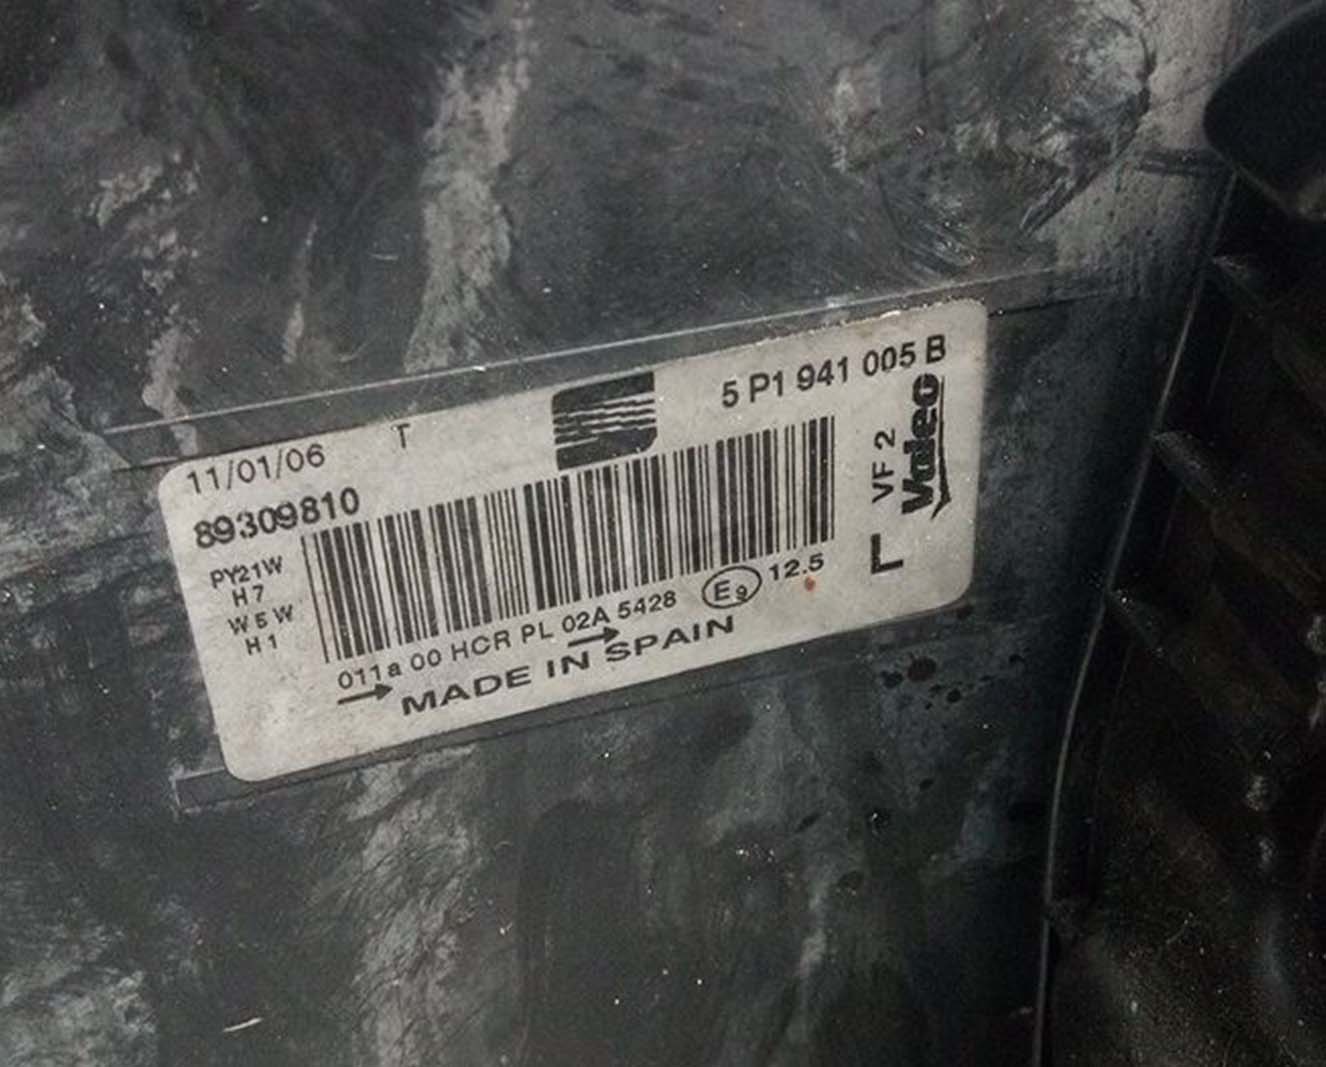 11/01/06 T 5 P1 941 005 B
89309810
PY21W
H7
W5W
H1
VF 2
Valeo
L
011a 00 HCR PL 02A 5428 E9 12.5
MADE IN SPAIN